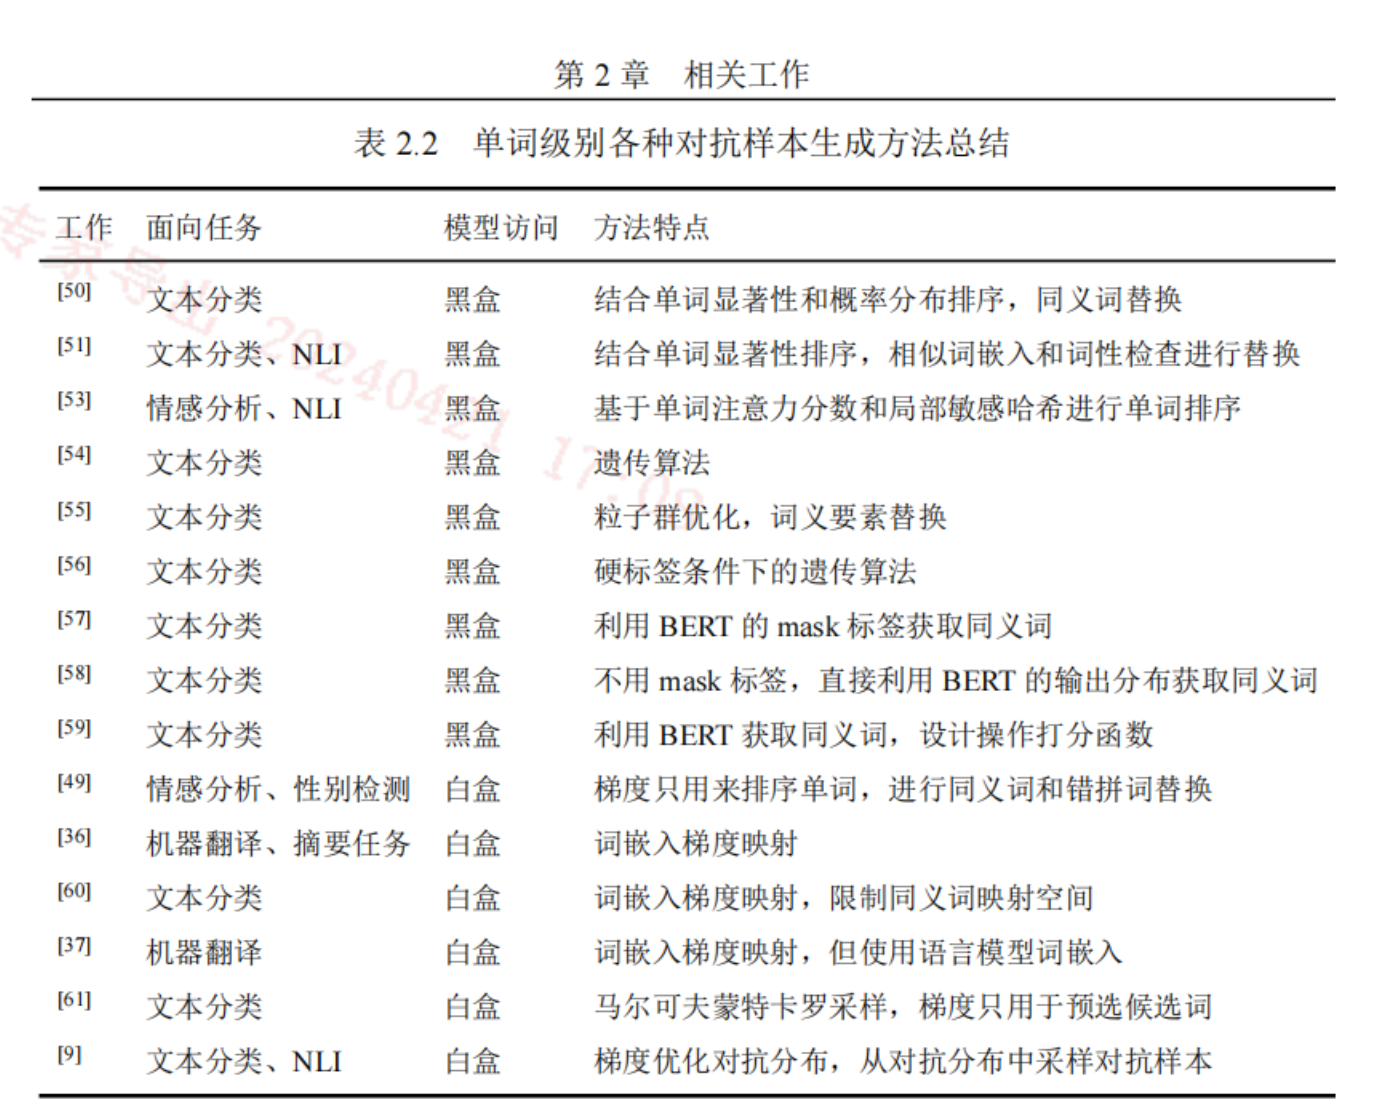 第 2 章 相关工作
表 2.2 单词级别各种对抗样本生成方法总结
工作 面向任务 模型访问 方法特点
[50] 文本分类 黑盒 结合单词显著性和概率分布排序，同义词替换
[51] 文本分类、NLI 黑盒 结合单词显著性排序，相似词嵌入和词性检查进行替换
[53] 情感分析、NLI 黑盒 基于单词注意力分数和局部敏感哈希进行单词排序
[54] 文本分类 黑盒 遗传算法
[55] 文本分类 黑盒 粒子群优化，词义要素替换
[56] 文本分类 黑盒 硬标签条件下的遗传算法
[57] 文本分类 黑盒 利用 BERT 的 mask 标签获取同义词
[58] 文本分类 黑盒 不用 mask 标签，直接利用 BERT 的输出分布获取同义词
[59] 文本分类 黑盒 利用 BERT 获取同义词，设计操作打分函数
[49] 情感分析、性别检测 白盒 梯度只用来排序单词，进行同义词和错拼词替换
[36] 机器翻译、摘要任务 白盒 词嵌入梯度映射
[60] 文本分类 白盒 词嵌入梯度映射，限制同义词映射空间
[37] 机器翻译 白盒 词嵌入梯度映射，但使用语言模型词嵌入
[61] 文本分类 白盒 马尔可夫蒙特卡罗采样，梯度只用于预选候选词
[9] 文本分类、NLI 白盒 梯度优化对抗分布，从对抗分布中采样对抗样本
专家导出 20240421 17:08